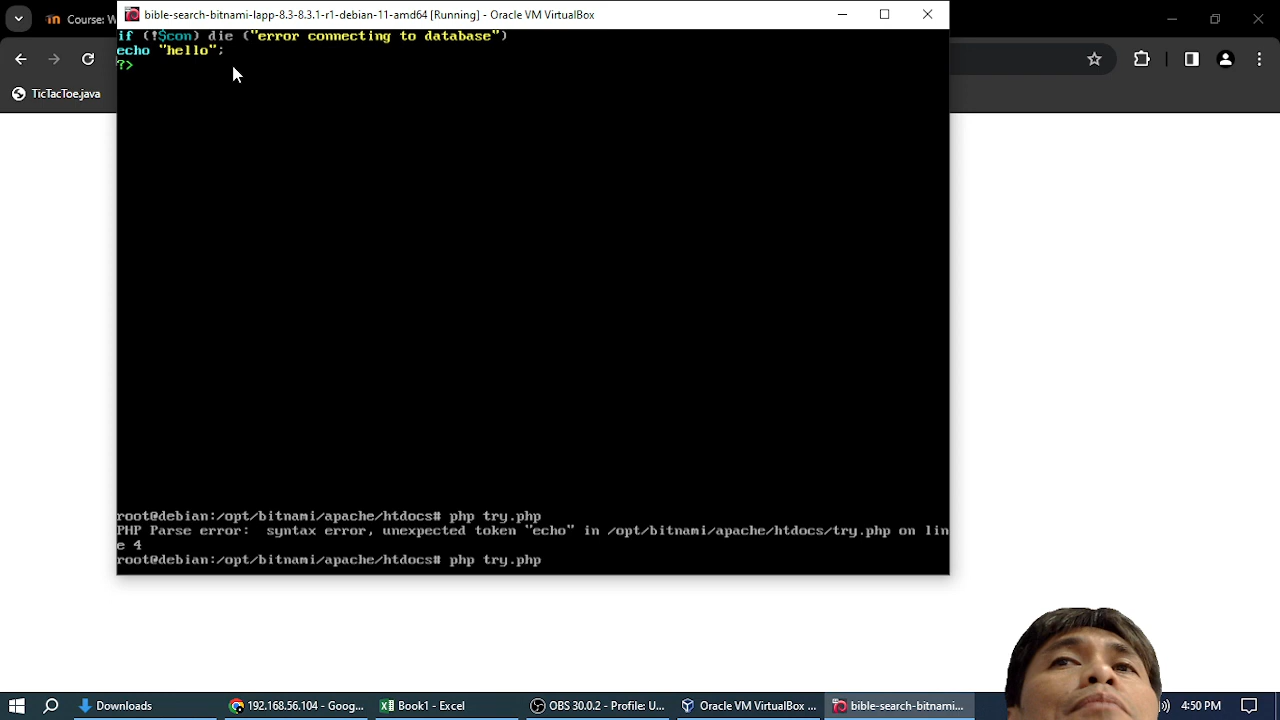 bible-search-bitnami-lapp-8.3-8.3.1-r1-debian-11-amd64 [Running] - Oracle VM VirtualBox
Course W
TicTacToe.java
if (!$con) die ("error connecting to database")
echo "hello";
?>
root@debian:/opt/bitnami/apache/htdocs# php try.php
PHP Parse error:  syntax error, unexpected token "echo" in /opt/bitnami/apache/htdocs/try.php on lin
e 4
root@debian:/opt/bitnami/apache/htdocs# php try.php
Downloads
192.168.56.104 - Goog...
Book1 - Excel
OBS 30.0.2 - Profile: U...
Oracle VM VirtualBox ...
bible-search-bitnami...
4:50 PM